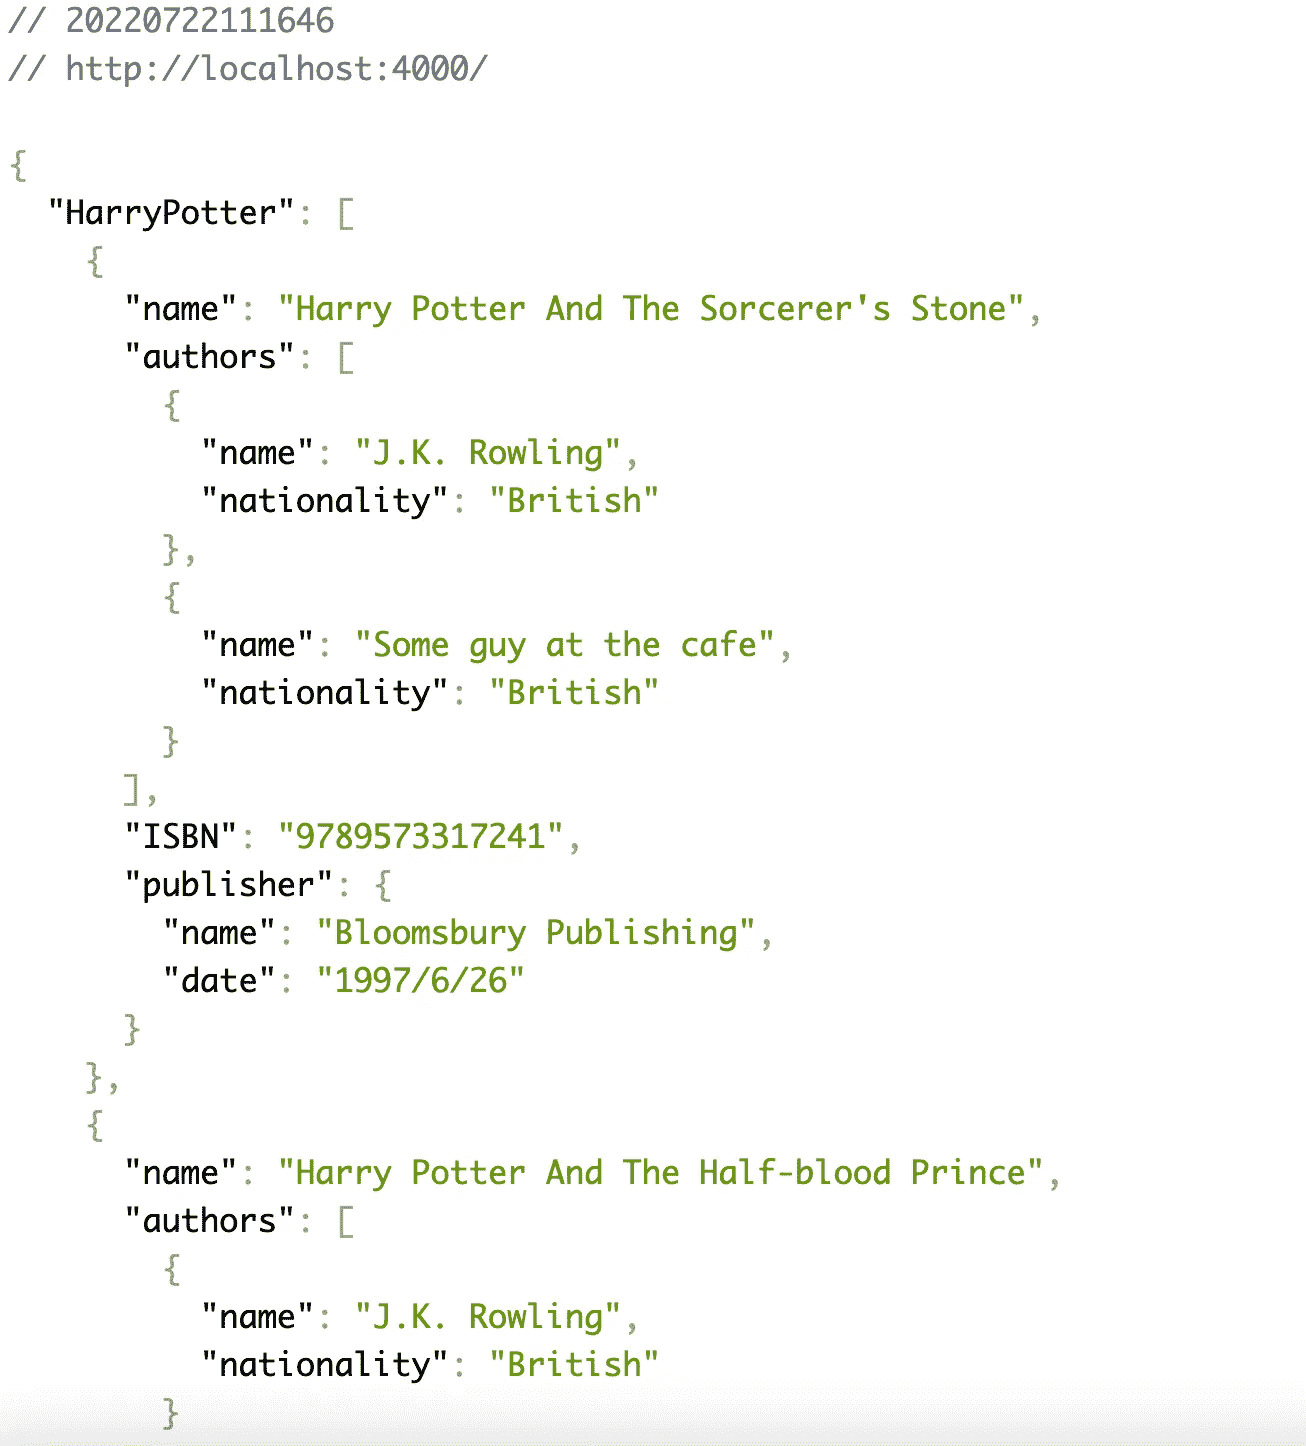 // 20220722111646
// http://localhost:4000/
{
"HarryPotter": [
{
"name": "Harry Potter And The Sorcerer's Stone",
"authors": [
{
"name": "J.K. Rowling",
"nationality": "British"
},
{
"name": "Some guy at the cafe",
"nationality": "British"
}
],
"ISBN": "9789573317241",
"publisher": {
"name": "Bloomsbury Publishing",
"date": "1997/6/26"
}
},
{
"name": "Harry Potter And The Half-blood Prince",
"authors": [
{
"name": "J.K. Rowling",
"nationality": "British"
}